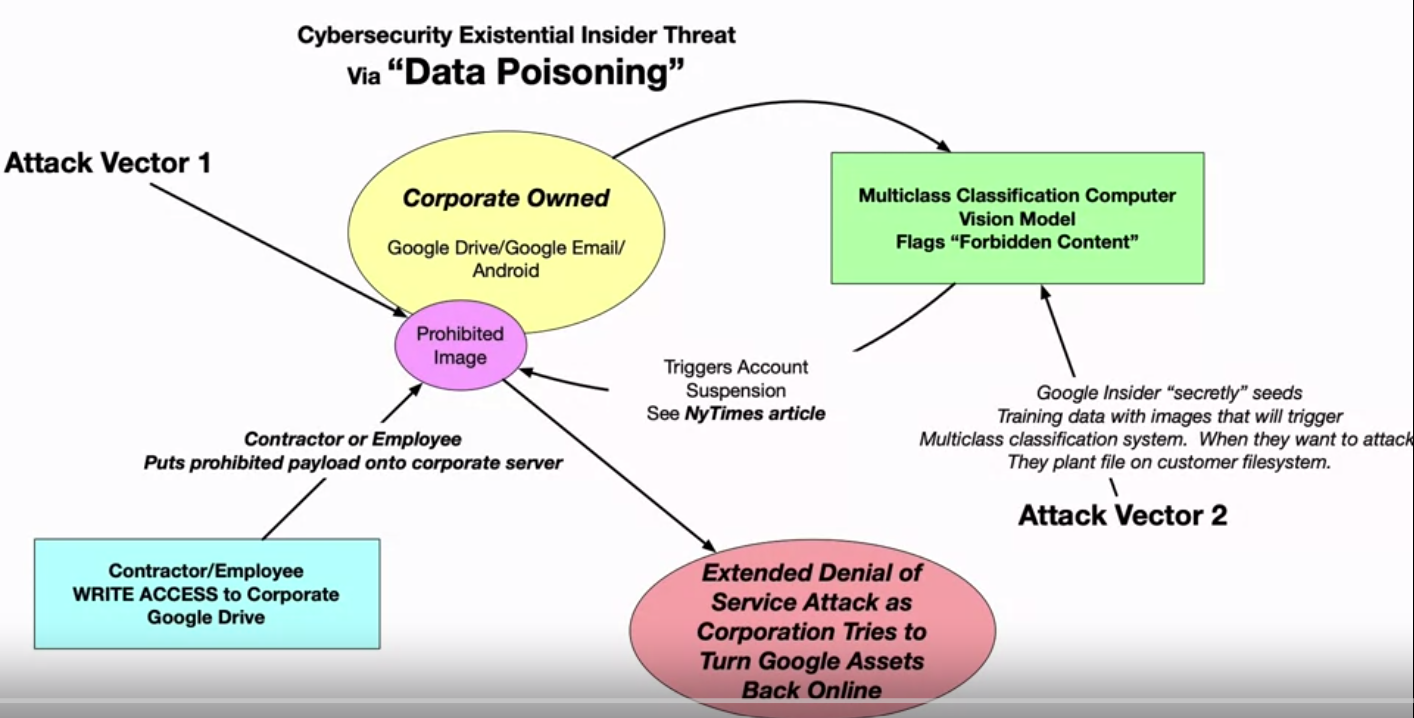 Cybersecurity Existential Insider Threat
Via “Data Poisoning”
Attack Vector 1
Corporate Owned
Google Drive/Google Email/
Android
Multiclass Classification Computer
Vision Model
Flags “Forbidden Content”
Prohibited
Image
Triggers Account
Suspension
See NyTimes article
Google Insider “secretly” seeds
Training data with images that will trigger
Multiclass classification system. When they want to attack
They plant file on customer filesystem.
Attack Vector 2
Contractor or Employee
Puts prohibited payload onto corporate server
Contractor/Employee
WRITE ACCESS to Corporate
Google Drive
Extended Denial of
Service Attack as
Corporation Tries to
Turn Google Assets
Back Online